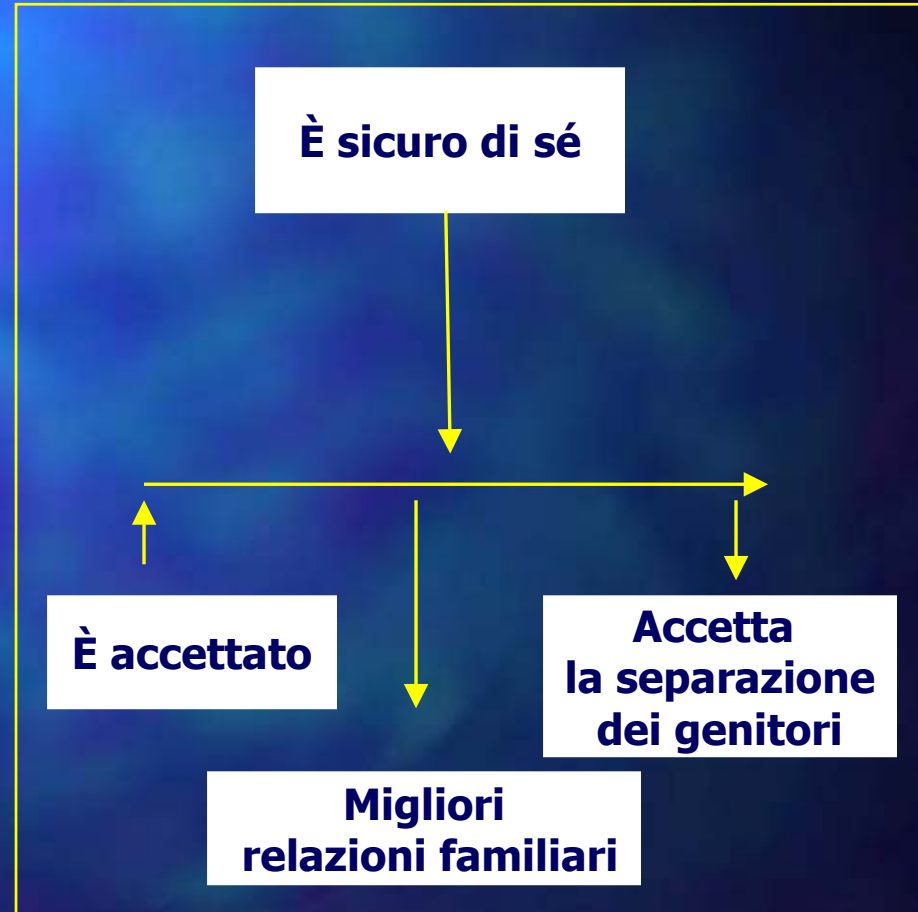 È sicuro di sé
È accettato
Accetta
la separazione
dei genitori
Migliori
relazioni familiari